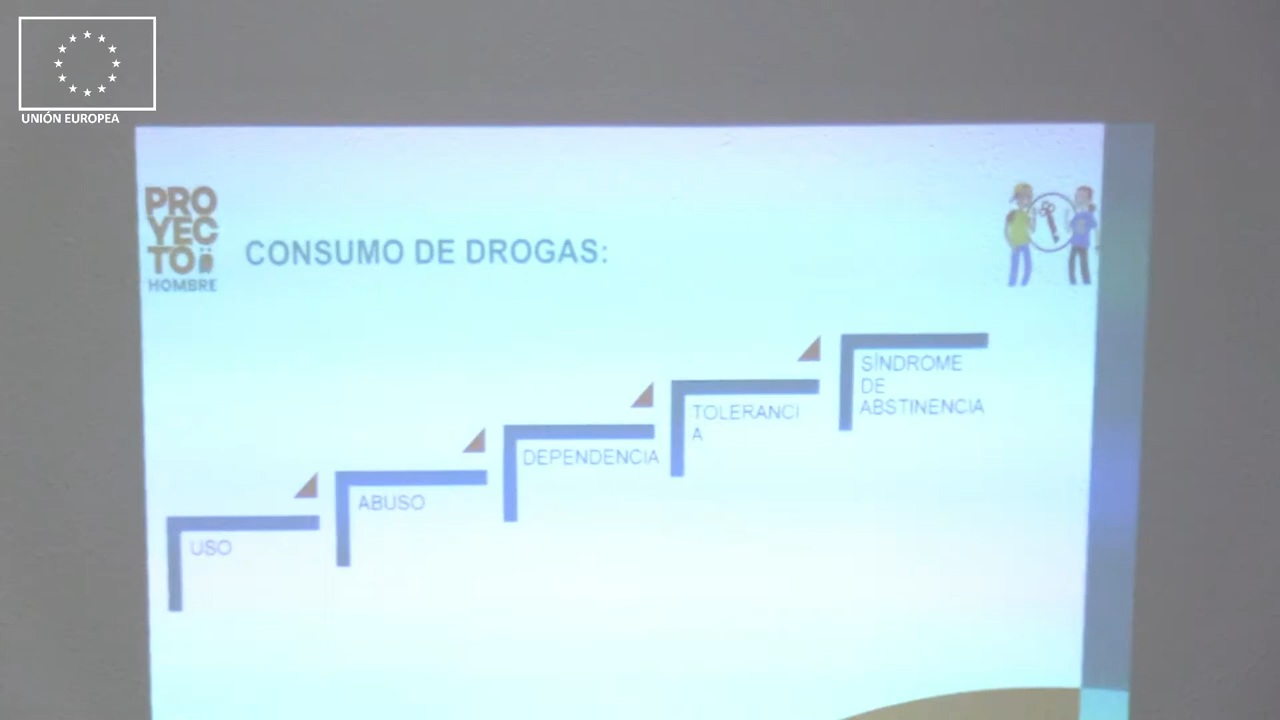 UNIÓN EUROPEA
PRO
YEC
TO
HOMBRE
CONSUMO DE DROGAS:
SÍNDROME
DE
ABSTINENCIA
TOLERANCI
A
DEPENDENCIA
ABUSO
USO